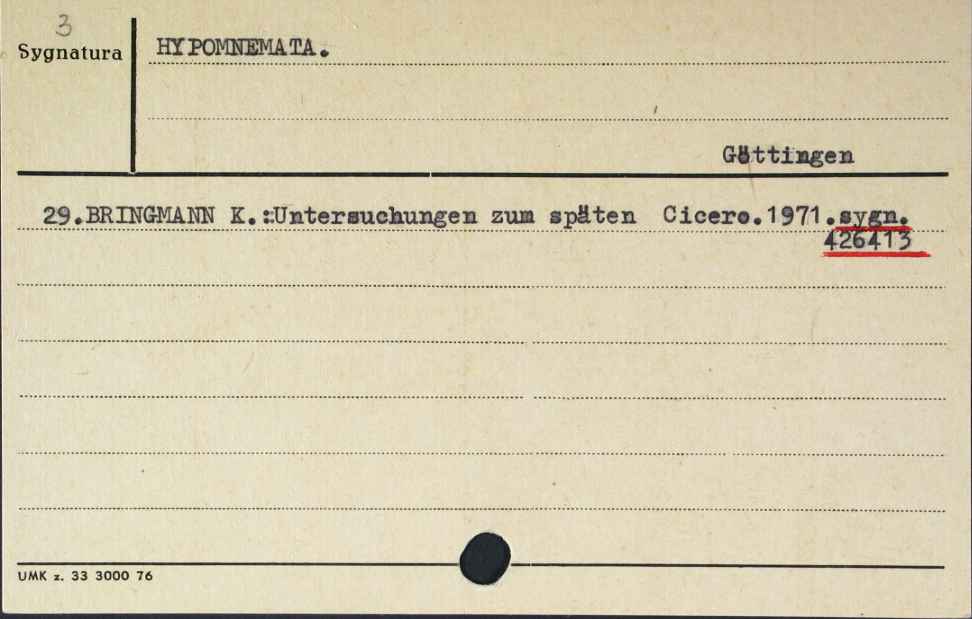 3
Sygnatura
HYPOMNEMATA.
Göttingen
29.BRINGMANN K.:Untersuchungen zum späten Cicero.1971.sygn.
426413
UMK z. 33 3000 76